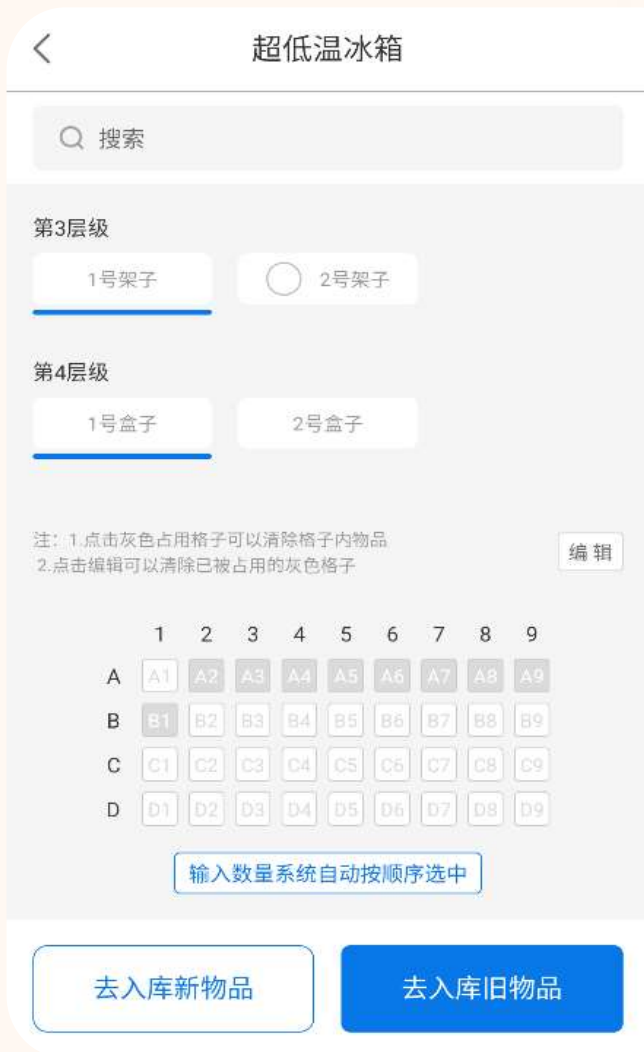 超低温冰箱
搜索
第3层级
1号架子 2号架子
第4层级
1号盒子 2号盒子
注：1.点击灰色占用格子可以清除格子内物品
2.点击编辑可以清除已被占用的灰色格子
编辑
1 2 3 4 5 6 7 8 9
A A1 A2 A3 A4 A5 A6 A7 A8 A9
B B1 B2 B3 B4 B5 B6 B7 B8 B9
C C1 C2 C3 C4 C5 C6 C7 C8 C9
D D1 D2 D3 D4 D5 D6 D7 D8 D9
输入数量系统自动按顺序选中
去入库新物品 去入库旧物品